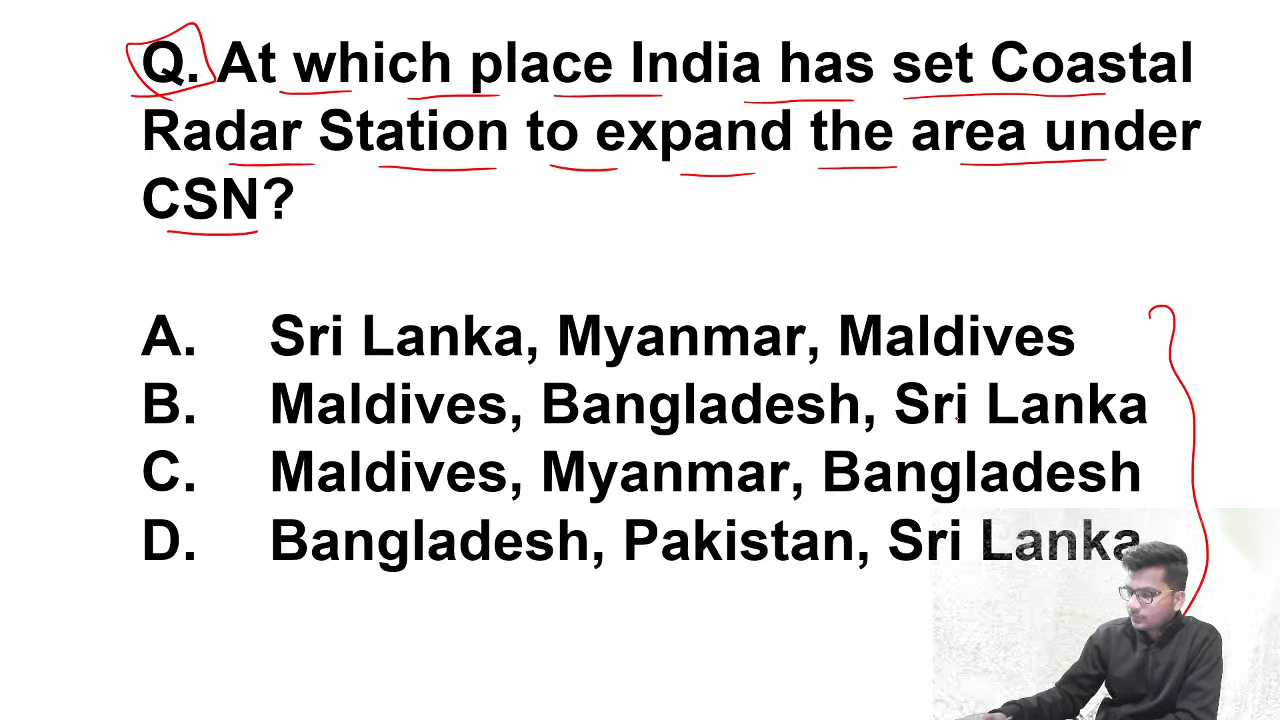 Q. At which place India has set Coastal
Radar Station to expand the area under
CSN?
A. Sri Lanka, Myanmar, Maldives
B. Maldives, Bangladesh, Sri Lanka
C. Maldives, Myanmar, Bangladesh
D. Bangladesh, Pakistan, Sri Lanka